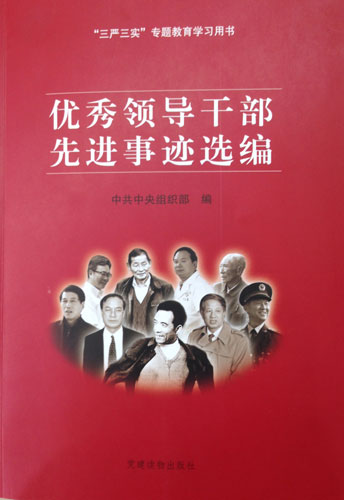 “三严三实”专题教育学习用书
优秀领导干部
先进事迹选编
中共中央组织部 编
党建读物出版社